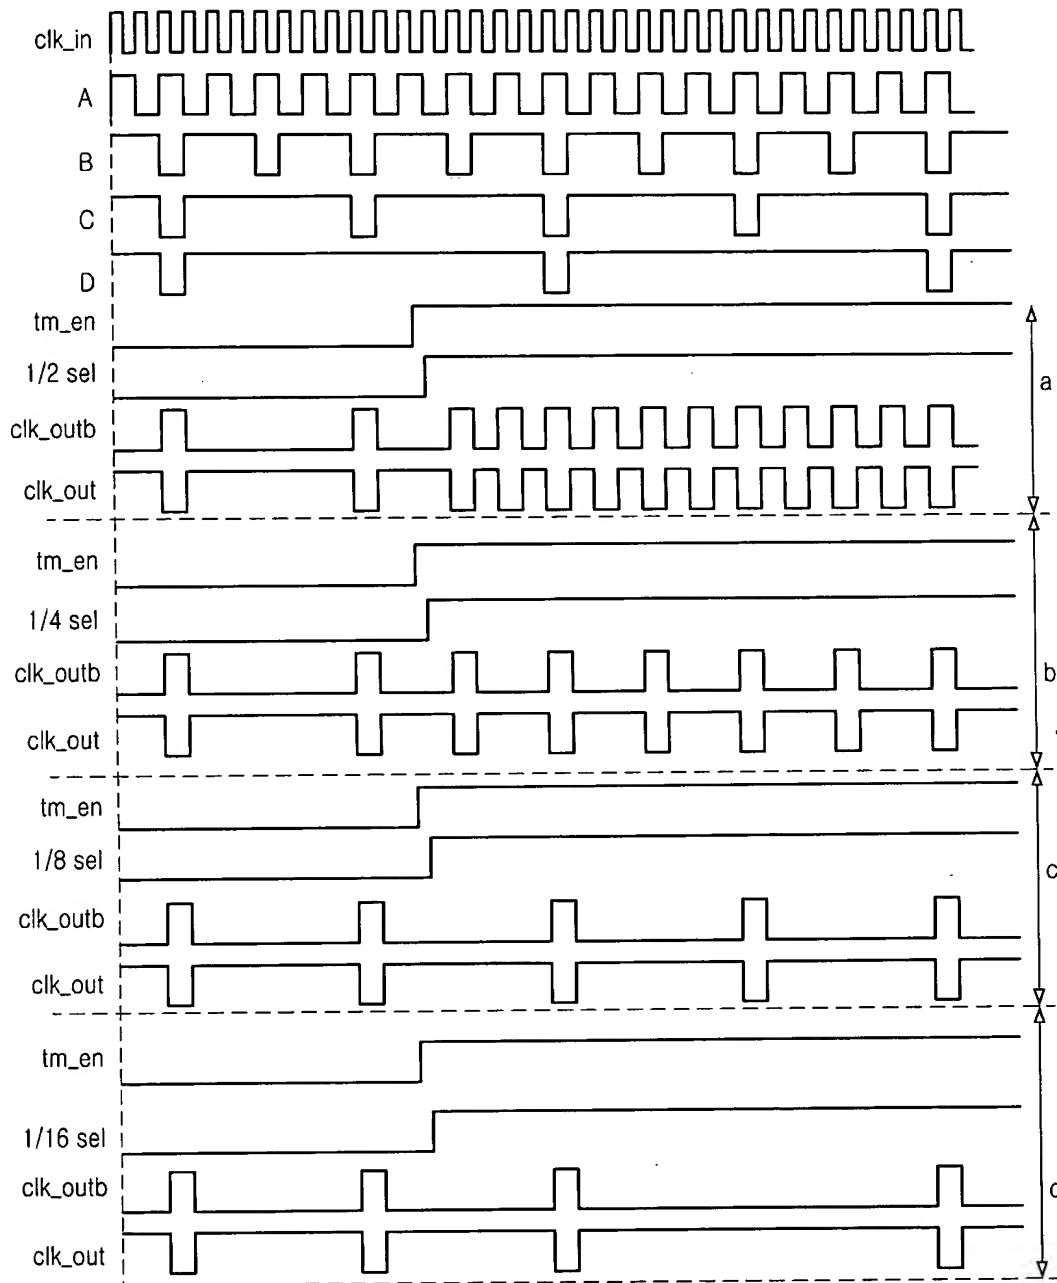 clk_in
A
B
C
D
tm_en
1/2 sel
clk_outb
clk_out
a
tm_en
1/4 sel
clk_outb
clk_out
b
tm_en
1/8 sel
clk_outb
clk_out
c
tm_en
1/16 sel
clk_outb
clk_out